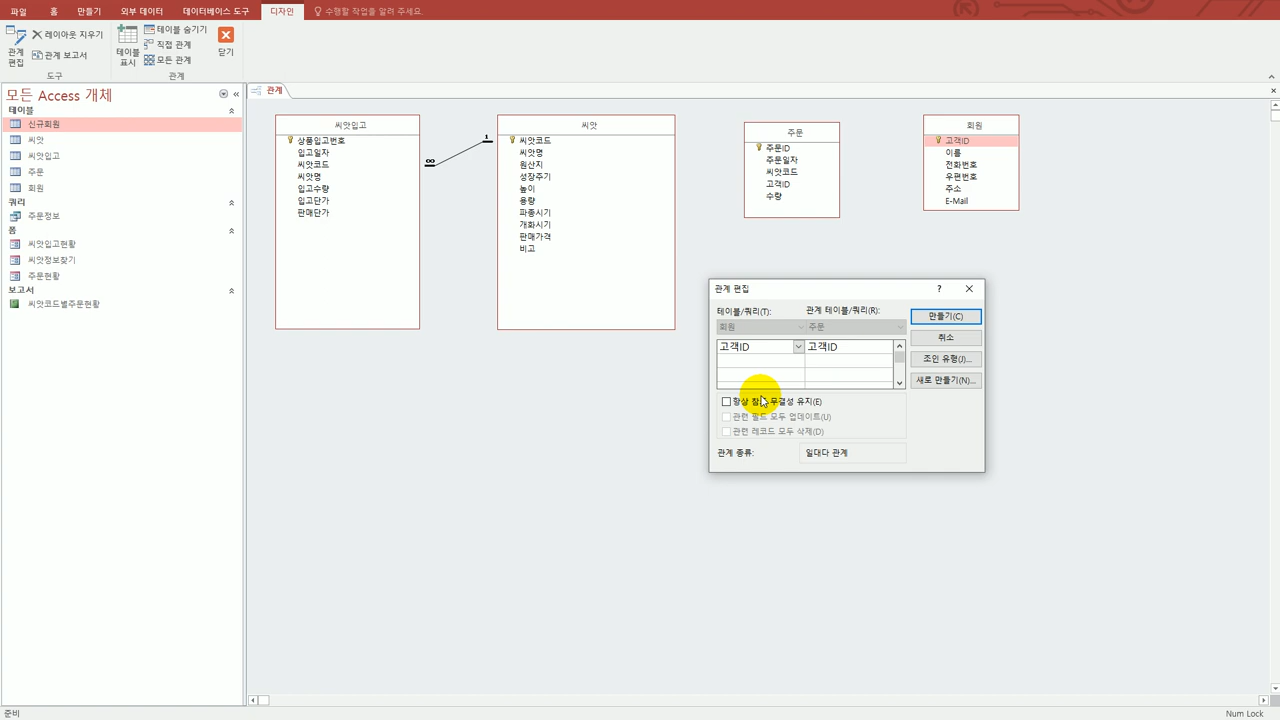 파일 홈 만들기 외부 데이터 데이터베이스 도구 디자인 수행할 작업을 알려 주세요.
관계 편집
레이아웃 지우기
관계 보고서
도구
테이블 표시
테이블 숨기기
직접 관계
모든 관계
관계
닫기
모든 Access 개체
테이블
신규회원
씨앗
씨앗입고
주문
회원
쿼리
주문정보
폼
씨앗입고현황
씨앗정보찾기
주문현황
보고서
씨앗코드별주문현황
관계
씨앗입고
상품입고번호
입고일자
씨앗코드
씨앗명
입고수량
입고단가
판매단가
∞
1
씨앗
씨앗코드
씨앗명
원산지
성장주기
높이
용량
파종시기
개화시기
판매가격
비고
주문
주문ID
주문일자
씨앗코드
고객ID
수량
회원
고객ID
이름
전화번호
우편번호
주소
E-Mail
관계 편집
테이블/쿼리(T): 관계 테이블/쿼리(R):
회원 주문
고객ID 고객ID
만들기(C)
취소
조인 유형(J)...
새로 만들기(N)...
항상 참조 무결성 유지(E)
관련 필드 모두 업데이트(U)
관련 레코드 모두 삭제(D)
관계 종류: 일대다 관계
준비 Num Lock